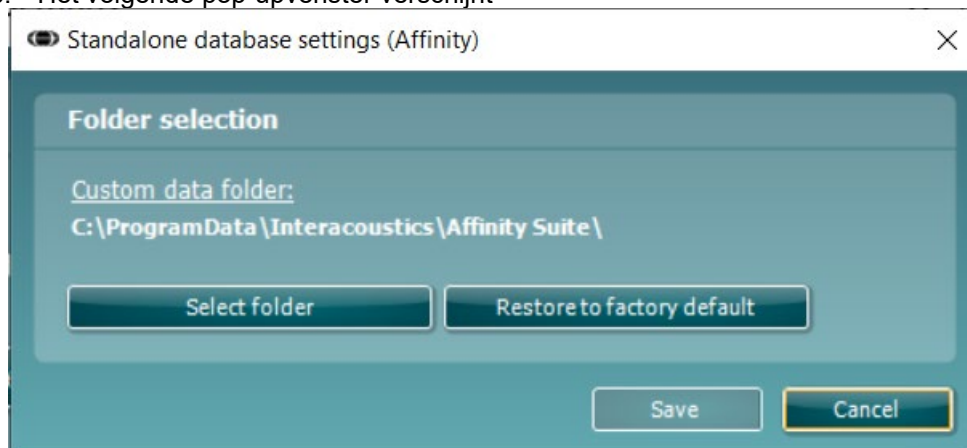 Het volgende pop-upvenster verschijnt
Standalone database settings (Affinity)
Folder selection
Custom data folder:
C:\ProgramData\Interacoustics\Affinity Suite\
Select folder
Restore to factory default
Save
Cancel